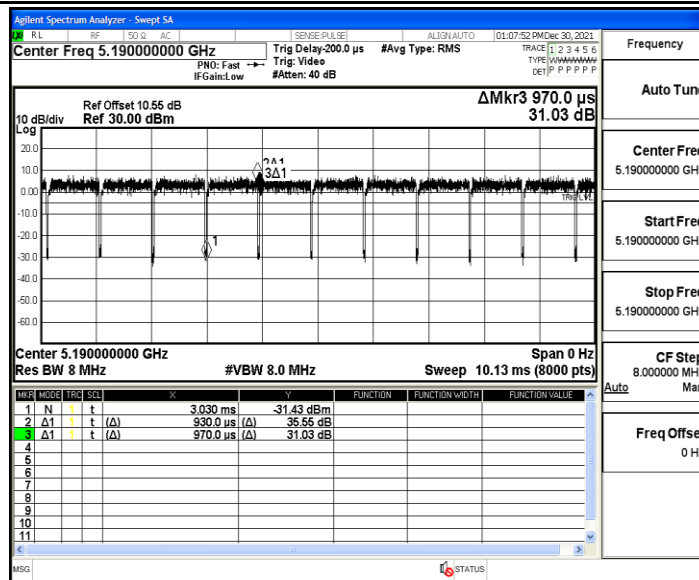 Agilent Spectrum Analyzer - Swept SA
LXI RL RF 50 Ω AC SENSE:PULSE ALIGN AUTO 01:07:52 PM Dec 30, 2021
Center Freq 5.190000000 GHz
PNO: Fast
IFGain:Low
Trig Delay-200.0 µs
Trig: Video
#Atten: 40 dB
#Avg Type: RMS
TRACE 1 2 3 4 5 6
TYPE
DET P P P P P P
Ref Offset 10.55 dB
10 dB/div Ref 30.00 dBm
Log
ΔMkr3 970.0 µs
31.03 dB
20.0
10.0
0.00
-10.0
-20.0
-30.0
-40.0
-50.0
-60.0
2Δ1
3Δ1
1
TRIG LVL
Center 5.190000000 GHz Span 0 Hz
Res BW 8 MHz #VBW 8.0 MHz Sweep 10.13 ms (8000 pts)
MKR MODE TRC SCL X Y FUNCTION FUNCTION WIDTH FUNCTION VALUE
1 N 1 t 3.030 ms -31.43 dBm
2 Δ1 1 t (Δ) 930.0 µs (Δ) 35.55 dB
3 Δ1 1 t (Δ) 970.0 µs (Δ) 31.03 dB
4
5
6
7
8
9
10
11
MSG STATUS
Frequency
Auto Tun
Center Fre
5.190000000 GH
Start Fre
5.190000000 GH
Stop Fre
5.190000000 GH
CF Step
8.000000 MH
Auto Ma
Freq Offse
0 H